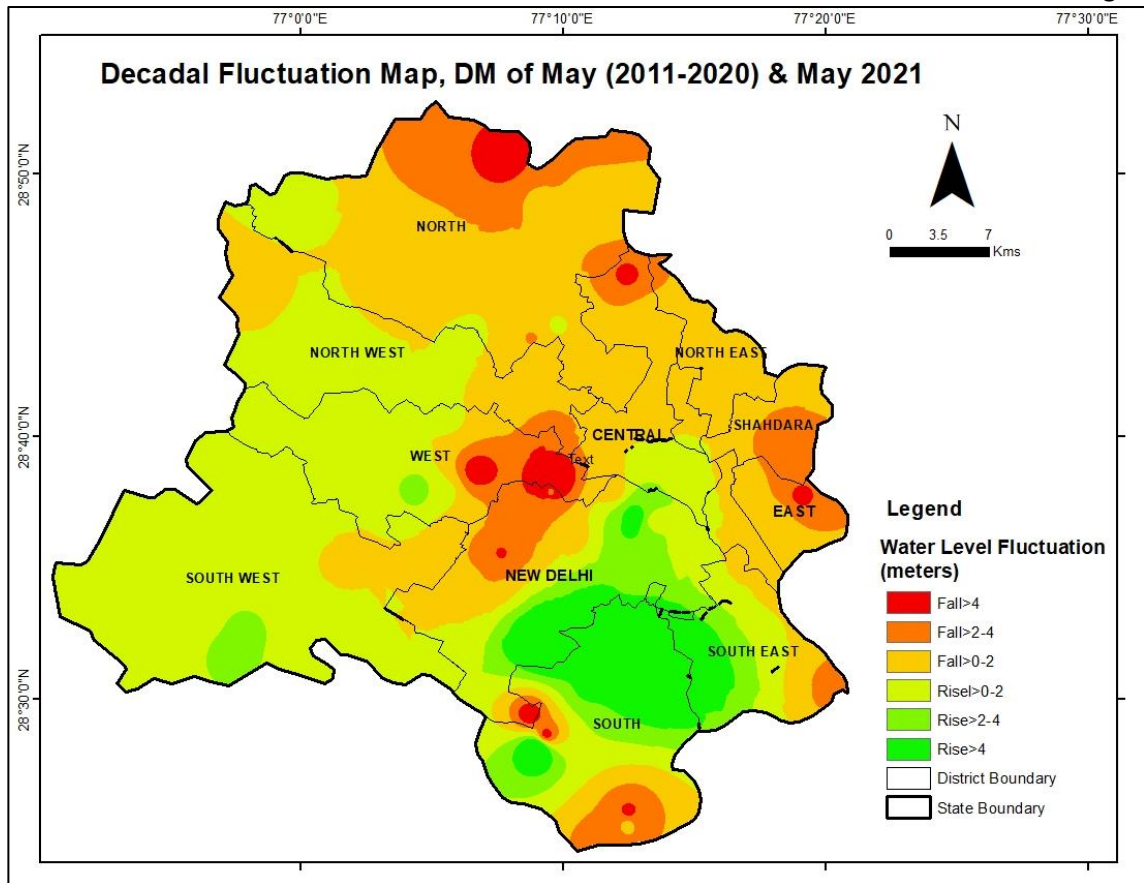 77°0'0"E 77°10'0"E 77°20'0"E 77°30'0"E
Decadal Fluctuation Map, DM of May (2011-2020) & May 2021
N
0 3.5 7
Kms
28°50'0"N
28°40'0"N
28°30'0"N
NORTH
NORTH WEST
NORTH EAST
SHAHDARA
CENTRAL
WEST
Text
EAST
SOUTH WEST
NEW DELHI
SOUTH EAST
SOUTH
Legend
Water Level Fluctuation
(meters)
Fall>4
Fall>2-4
Fall>0-2
Risel>0-2
Rise>2-4
Rise>4
District Boundary
State Boundary